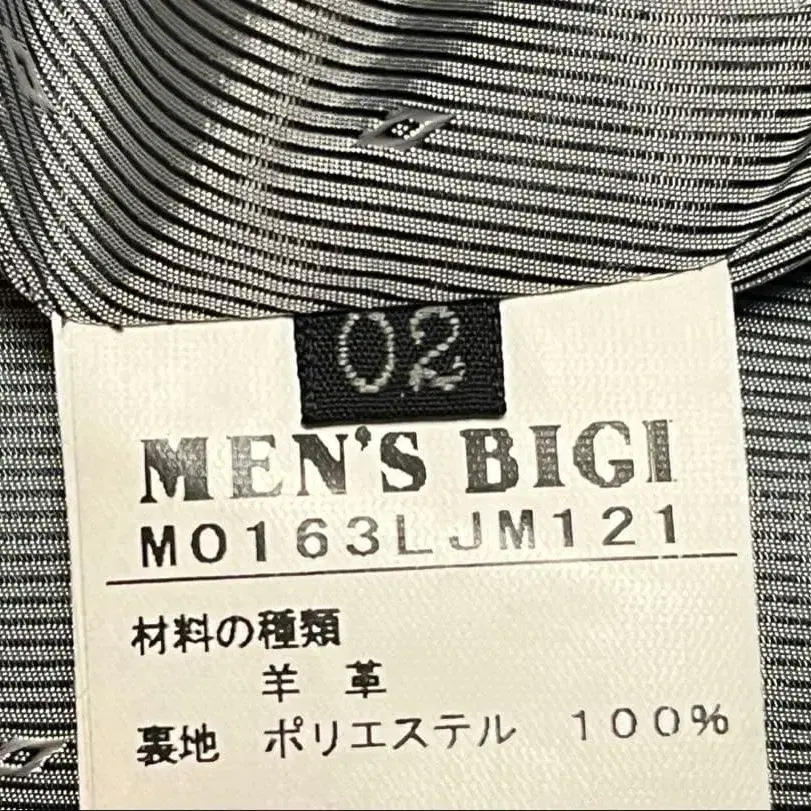 02
MEN'S BIGI
M0163LJM121
材料の種類
羊 革
裏地 ポリエステル 100%